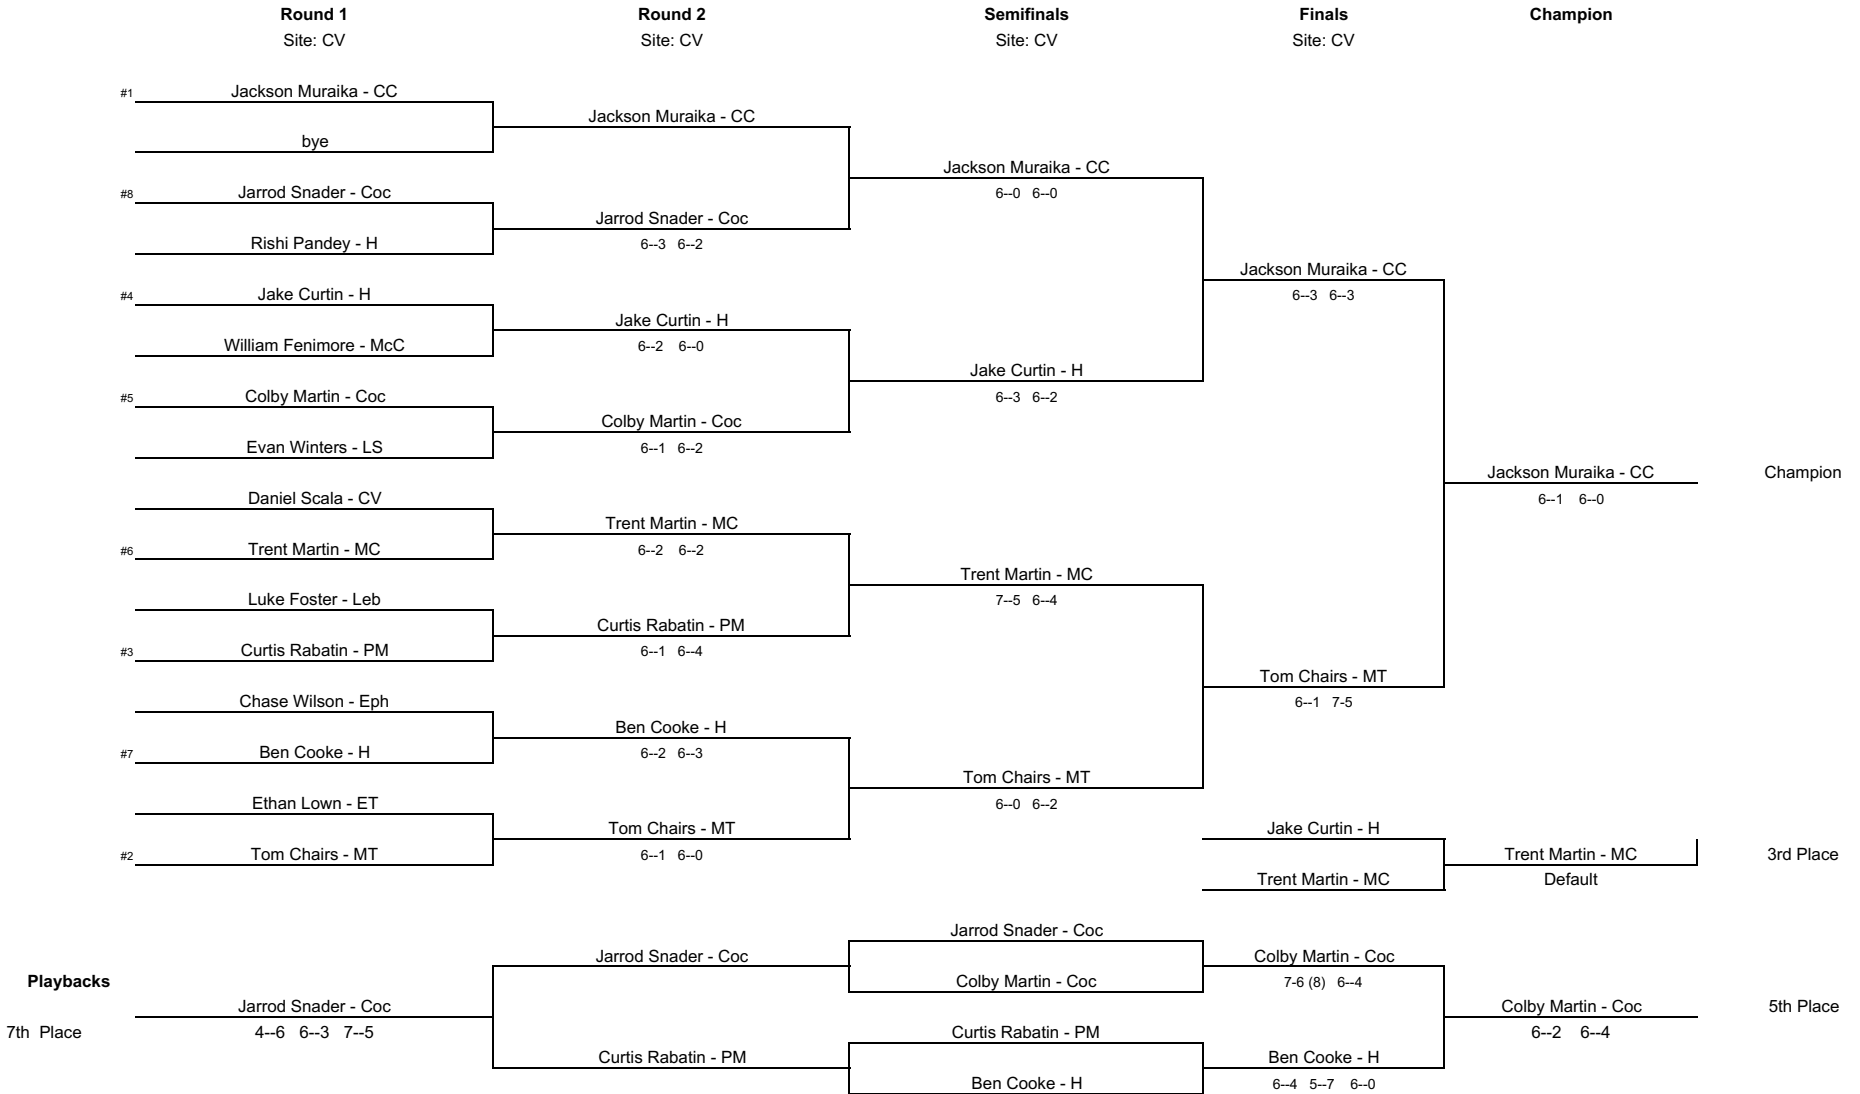 Round 1 Round 2 Semifinals Finals Champion
Site: CV Site: CV Site: CV Site: CV
#1 Jackson Muraika - CC
Jackson Muraika - CC
bye
Jackson Muraika - CC
#8 Jarrod Snader - Coc 6--0 6--0
Jarrod Snader - Coc
Rishi Pandey - H 6--3 6--2
Jackson Muraika - CC
#4 Jake Curtin - H 6--3 6--3
Jake Curtin - H
William Fenimore - McC 6--2 6--0
Jake Curtin - H
#5 Colby Martin - Coc 6--3 6--2
Colby Martin - Coc
Evan Winters - LS 6--1 6--2
Jackson Muraika - CC Champion
Daniel Scala - CV 6--1 6--0
Trent Martin - MC
#6 Trent Martin - MC 6--2 6--2
Trent Martin - MC
Luke Foster - Leb 7--5 6--4
Curtis Rabatin - PM
#3 Curtis Rabatin - PM 6--1 6--4
Tom Chairs - MT
Chase Wilson - Eph 6--1 7-5
Ben Cooke - H
#7 Ben Cooke - H 6--2 6--3
Tom Chairs - MT
Ethan Lown - ET 6--0 6--2
Tom Chairs - MT Jake Curtin - H
#2 Tom Chairs - MT 6--1 6--0 Trent Martin - MC 3rd Place
Trent Martin - MC Default
Jarrod Snader - Coc
Jarrod Snader - Coc Colby Martin - Coc
Playbacks Colby Martin - Coc 7-6 (8) 6--4
Jarrod Snader - Coc Colby Martin - Coc 5th Place
7th Place 4--6 6--3 7--5 Curtis Rabatin - PM 6--2 6--4
Curtis Rabatin - PM Ben Cooke - H
Ben Cooke - H 6--4 5--7 6--0